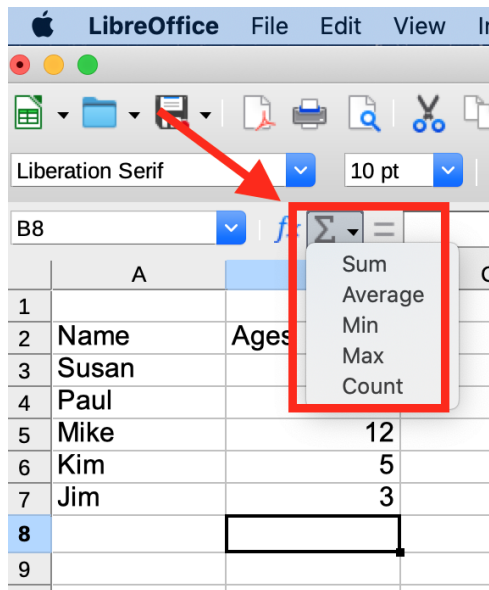 LibreOffice File Edit View
Liberation Serif 10 pt
B8 Σ =
A
1
2 Name Ages
3 Susan
4 Paul
5 Mike 12
6 Kim 5
7 Jim 3
8
9
Sum
Average
Min
Max
Count